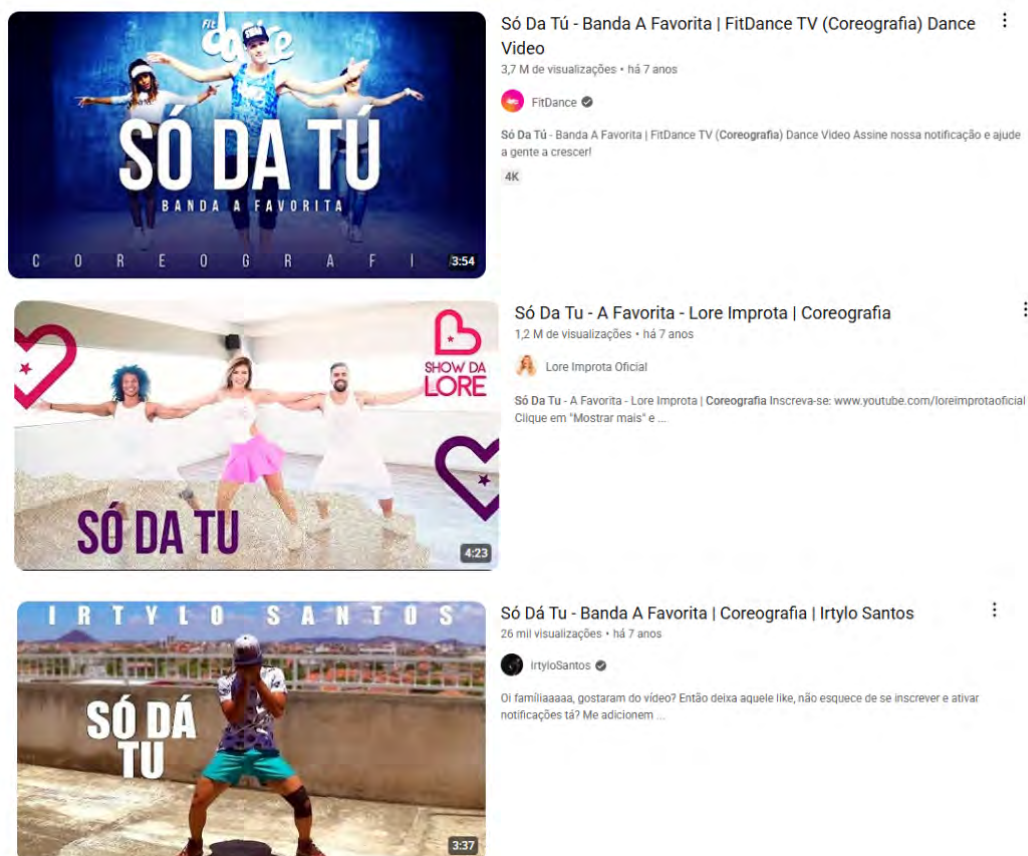 Fit
dance
SÓ DA TÚ
BANDA A FAVORITA
COREOGRAFI
3:54
Só Da Tú - Banda A Favorita | FitDance TV (Coreografia) Dance
Video
3,7 M de visualizações • há 7 anos
FitDance
Só Da Tú - Banda A Favorita | FitDance TV (Coreografia) Dance Video Assine nossa notificação e ajude
a gente a crescer!
4K
SHOW DA
LORE
SÓ DA TU
4:23
Só Da Tu - A Favorita - Lore Improta | Coreografia
1,2 M de visualizações • há 7 anos
Lore Improta Oficial
Só Da Tu - A Favorita - Lore Improta | Coreografia Inscreva-se: www.youtube.com/loreimprotaoficial
Clique em "Mostrar mais" e ...
IRTYLO SANTOS
SÓ DÁ
TU
3:37
Só Dá Tu - Banda A Favorita | Coreografia | Irtylo Santos
26 mil visualizações • há 7 anos
IrtyloSantos
Oi famíliaaaaa, gostaram do vídeo? Então deixa aquele like, não esquece de se inscrever e ativar
notificações tá? Me adicionem ...